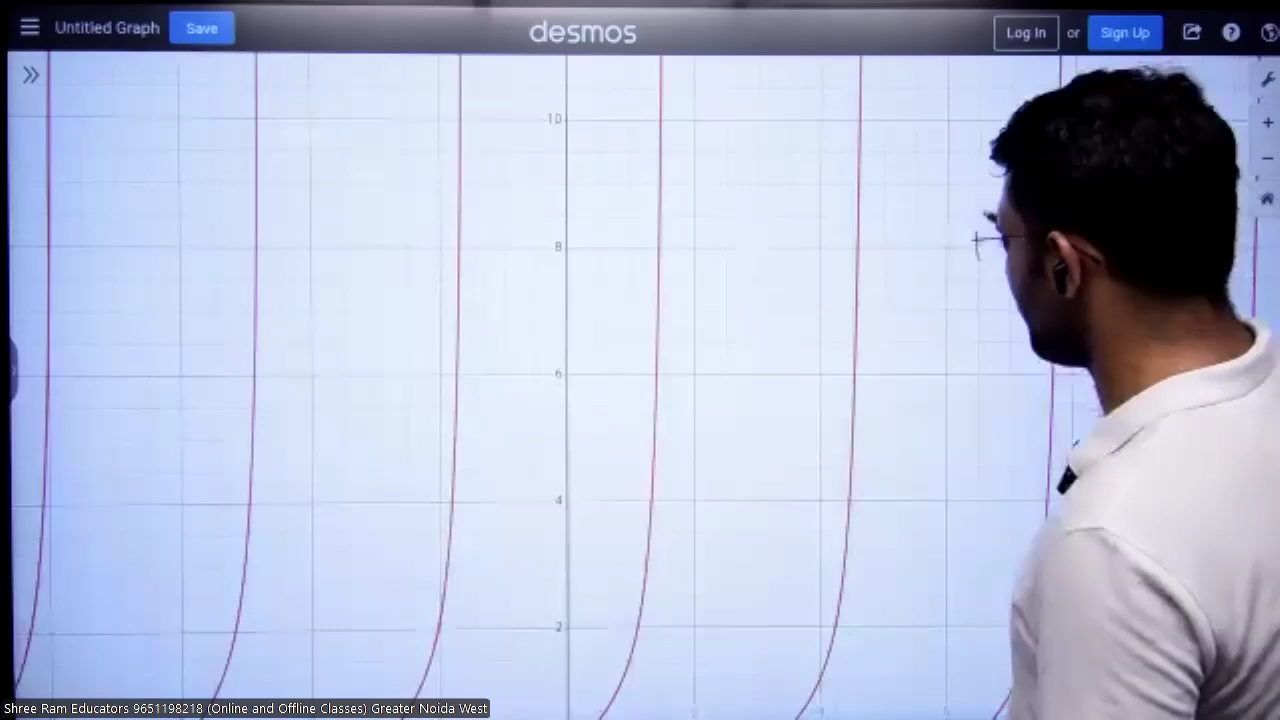 Untitled Graph
Save
desmos
Log In
or
Sign Up
10
8
6
4
2
Shree Ram Educators 9651198218 (Online and Offline Classes) Greater Noida West